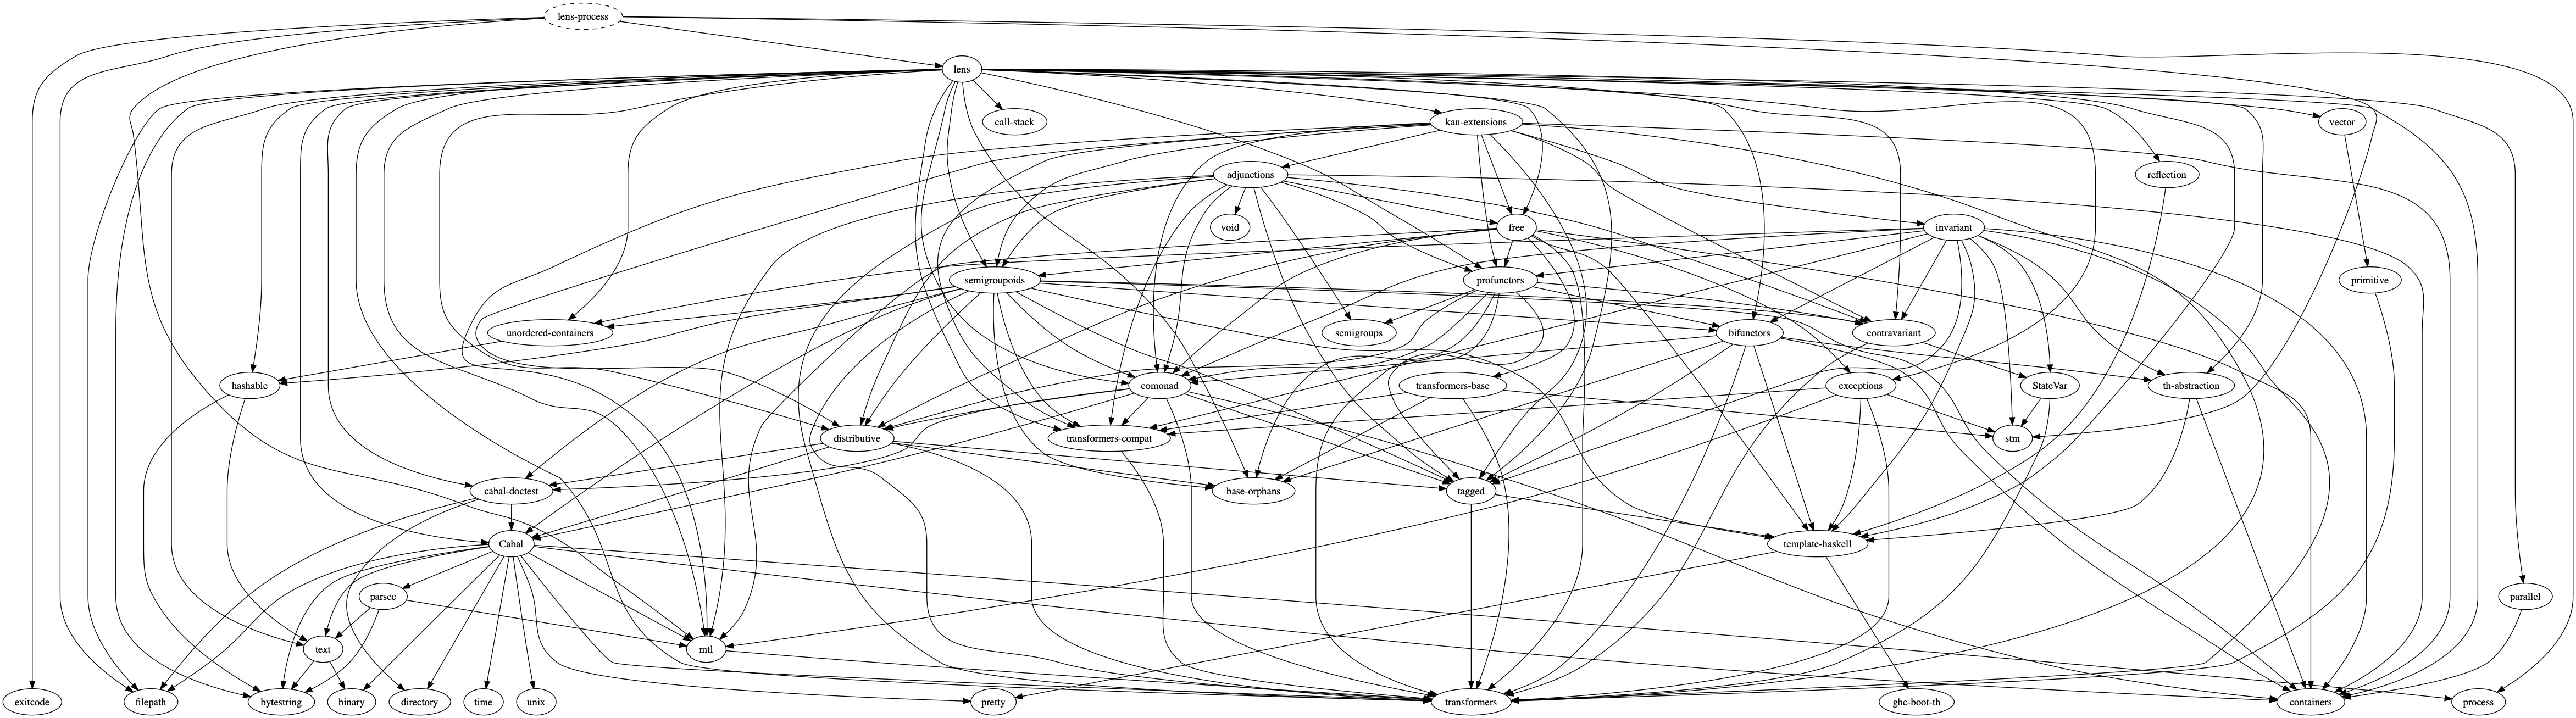 lens-process
lens
call-stack
kan-extensions
vector
adjunctions
reflection
void
free
invariant
semigroupoids
profunctors
primitive
unordered-containers
semigroups
bifunctors
contravariant
hashable
comonad
transformers-base
exceptions
StateVar
th-abstraction
distributive
transformers-compat
stm
cabal-doctest
base-orphans
tagged
Cabal
template-haskell
parsec
parallel
text
mtl
exitcode
filepath
bytestring
binary
directory
time
unix
pretty
transformers
ghc-boot-th
containers
process